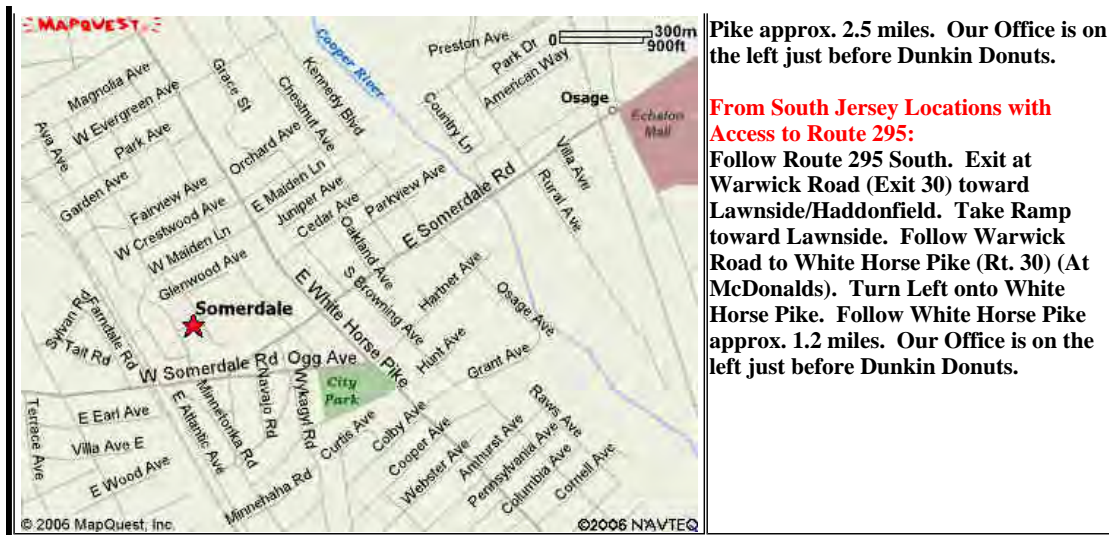 MAPQUEST
300m
0
900ft
Preston Ave
Park Dr
American Way
Cooper River
Grace St
Kennedy Blvd
Chestnut Ave
Magnolia Ave
W Evergreen Ave
Park Ave
Ava Ave
Country Ln
Osage
Echelon
Mall
Orchard Ave
Garden Ave
Fairview Ave
E Maiden Ln
Juniper Ave
Cedar Ave
Parkview Ave
Villa Ave
Rural Ave
W Crestwood Ave
W Maiden Ln
Glenwood Ave
Oakland Ave
E Somerdale Rd
S Browning Ave
Hartner Ave
Osage Ave
Somerdale
E White Horse Pike
Sylvan Rd
Farndale Rd
S Tait Rd
W Somerdale Rd
Ogg Ave
Hunt Ave
Grant Ave
City
Park
E Atlantic Ave
Minnetonka Rd
Navajo Rd
Wykagyl Rd
Terrace Ave
E Earl Ave
Villa Ave E
E Wood Ave
Curtis Ave
Colby Ave
Cooper Ave
Webster Ave
Amhurst Ave
Pennsylvania Ave
Columbia Ave
Cornell Ave
Raws Ave
Minnehaha Rd
© 2006 MapQuest, Inc.
©2006 NAVTEQ
Pike approx. 2.5 miles. Our Office is on
the left just before Dunkin Donuts.
From South Jersey Locations with
Access to Route 295:
Follow Route 295 South. Exit at
Warwick Road (Exit 30) toward
Lawnside/Haddonfield. Take Ramp
toward Lawnside. Follow Warwick
Road to White Horse Pike (Rt. 30) (At
McDonalds). Turn Left onto White
Horse Pike. Follow White Horse Pike
approx. 1.2 miles. Our Office is on the
left just before Dunkin Donuts.